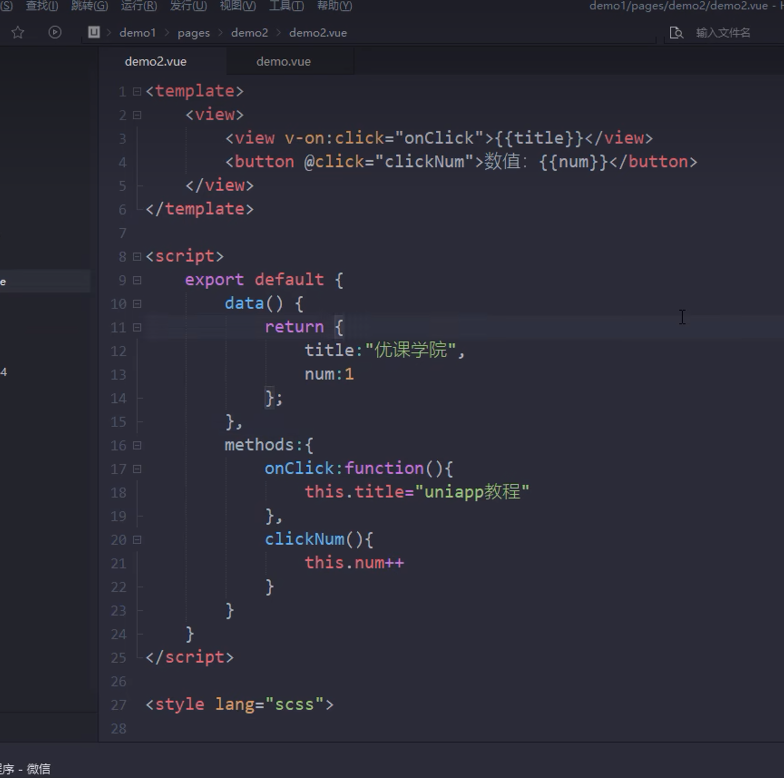 (S) 查找(I) 跳转(G) 运行(R) 发行(U) 视图(V) 工具(T) 帮助(Y) demo1/pages/demo2/demo2.vue - H
demo1 > pages > demo2 > demo2.vue 输入文件名
demo2.vue demo.vue
1 <template>
2 <view>
3 <view v-on:click="onClick">{{title}}</view>
4 <button @click="clickNum">数值: {{num}}</button>
5 </view>
6 </template>
7
8 <script>
9 export default {
10 data() {
11 return {
12 title:"优课学院",
13 num:1
14 };
15 },
16 methods:{
17 onClick:function(){
18 this.title="uniapp教程"
19 },
20 clickNum(){
21 this.num++
22 }
23 }
24 }
25 </script>
26
27 <style lang="scss">
28
e
4
序 - 微信